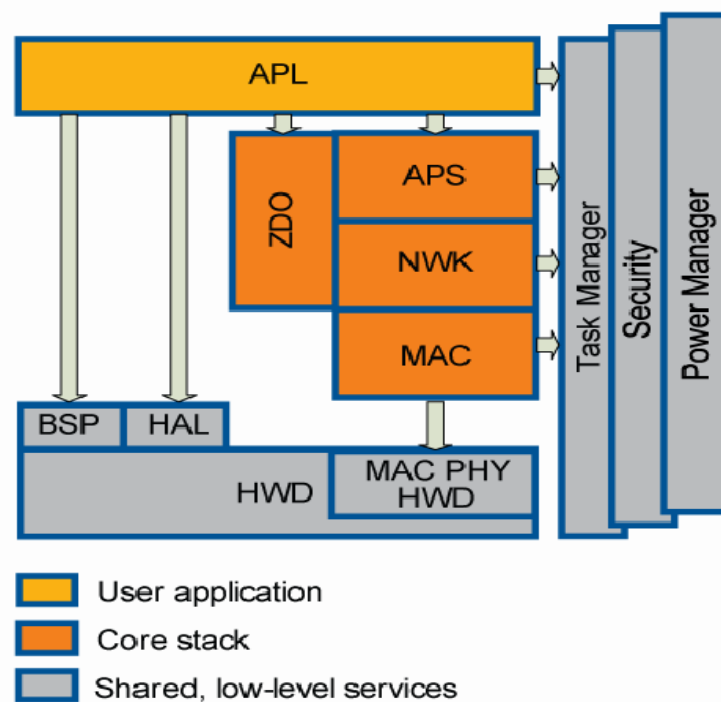 APL
ZDO
APS
NWK
MAC
BSP
HAL
HWD
MAC PHY
HWD
Task Manager
Security
Power Manager
User application
Core stack
Shared, low-level services